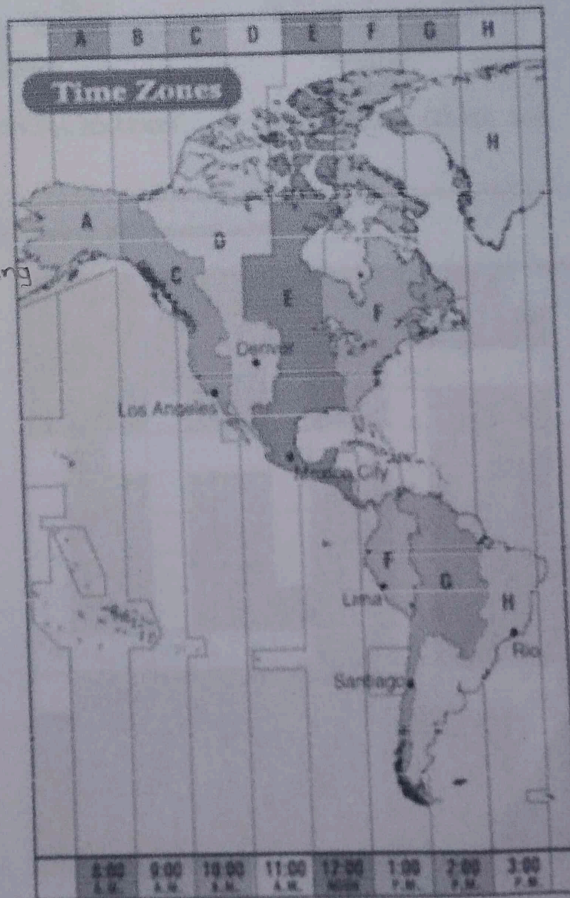 A B C D E F G H
Time Zones
H
A
D
C
E
F
Denver
Los Angeles
Mexico City
F
G
Lima
H
Rio
Santiago
8:00 9:00 10:00 11:00 12:00 1:00 2:00 3:00
A.M. A.M. A.M. A.M. NOON P.M. P.M. P.M.